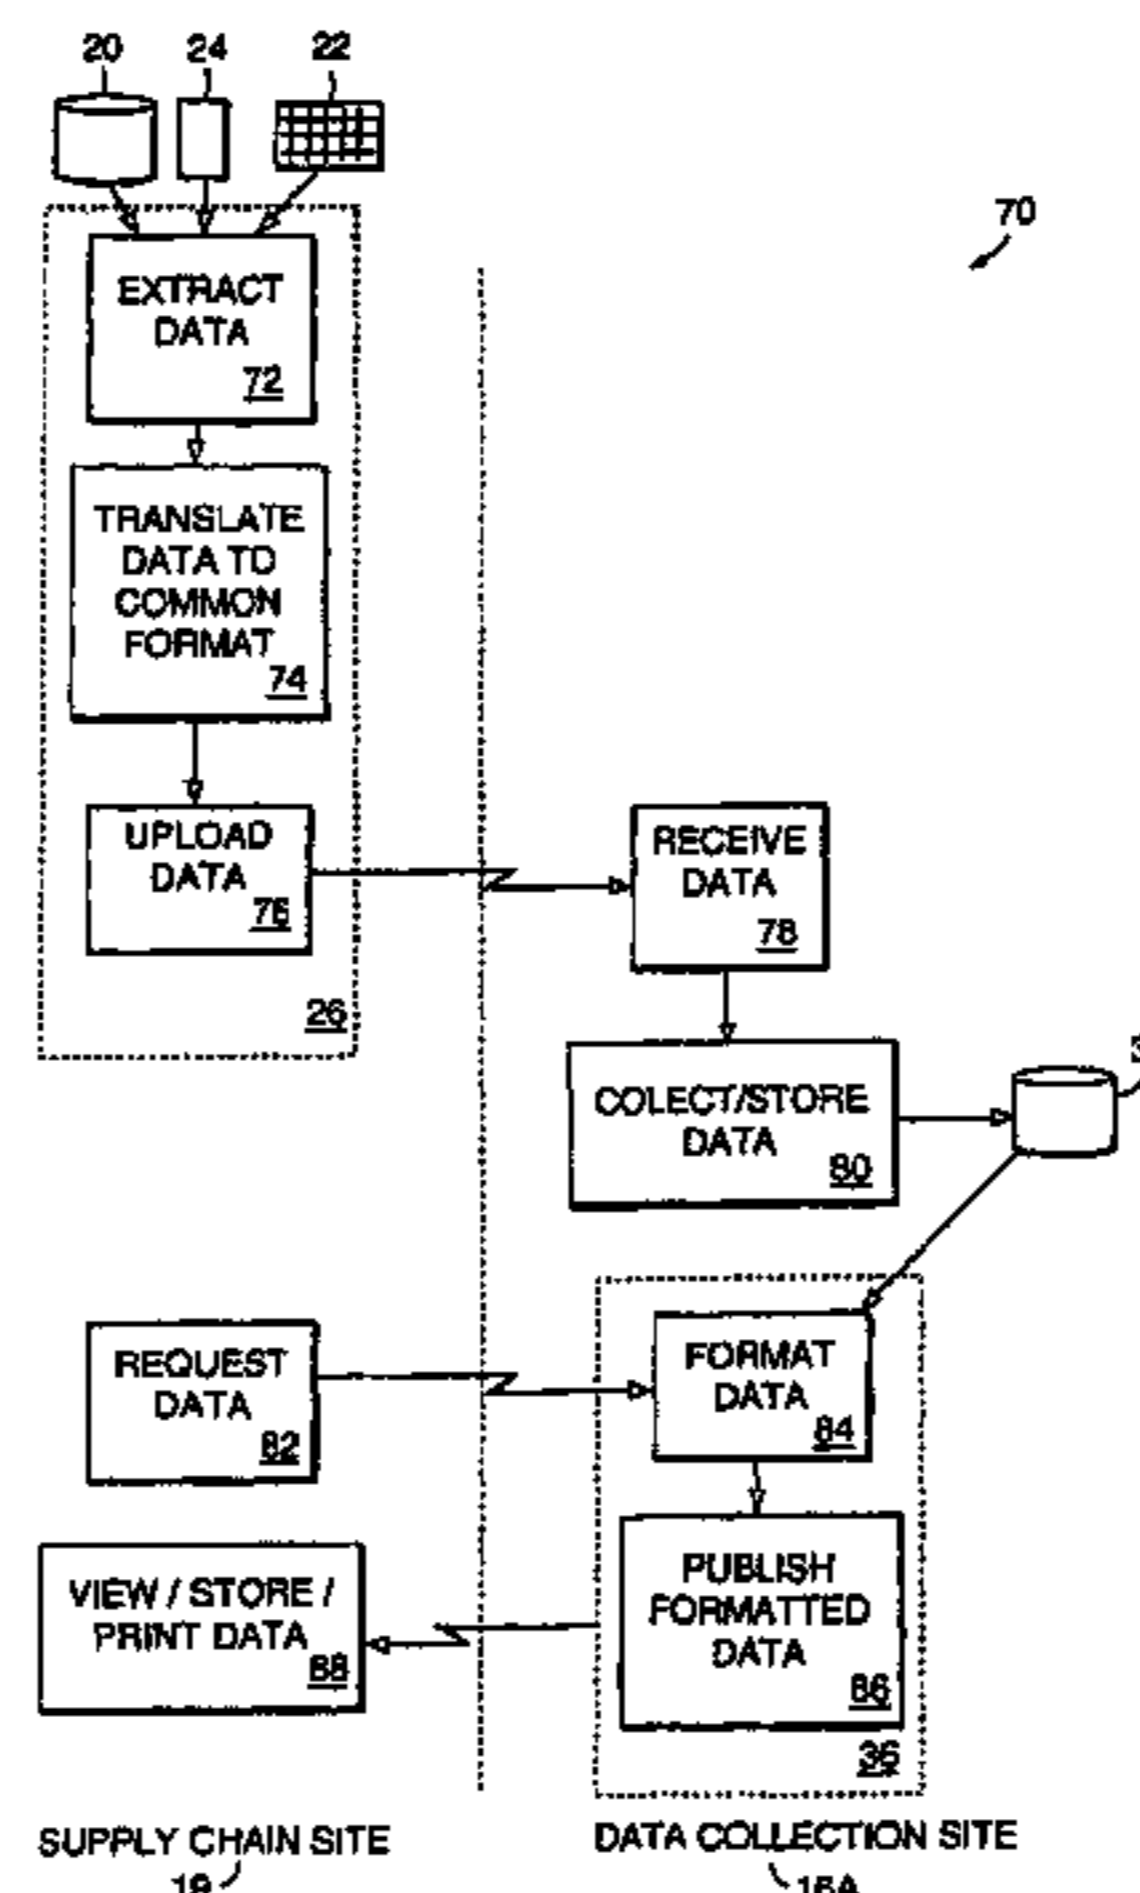 20 24 22
70
EXTRACT
DATA
72
TRANSLATE
DATA TO
COMMON
FORMAT
74
UPLOAD
DATA
76
RECEIVE
DATA
78
26
COLECT/STORE
DATA
80
REQUEST
DATA
82
FORMAT
DATA
84
VIEW / STORE /
PRINT DATA
88
PUBLISH
FORMATTED
DATA
86
36
SUPPLY CHAIN SITE
19
DATA COLLECTION SITE
16A